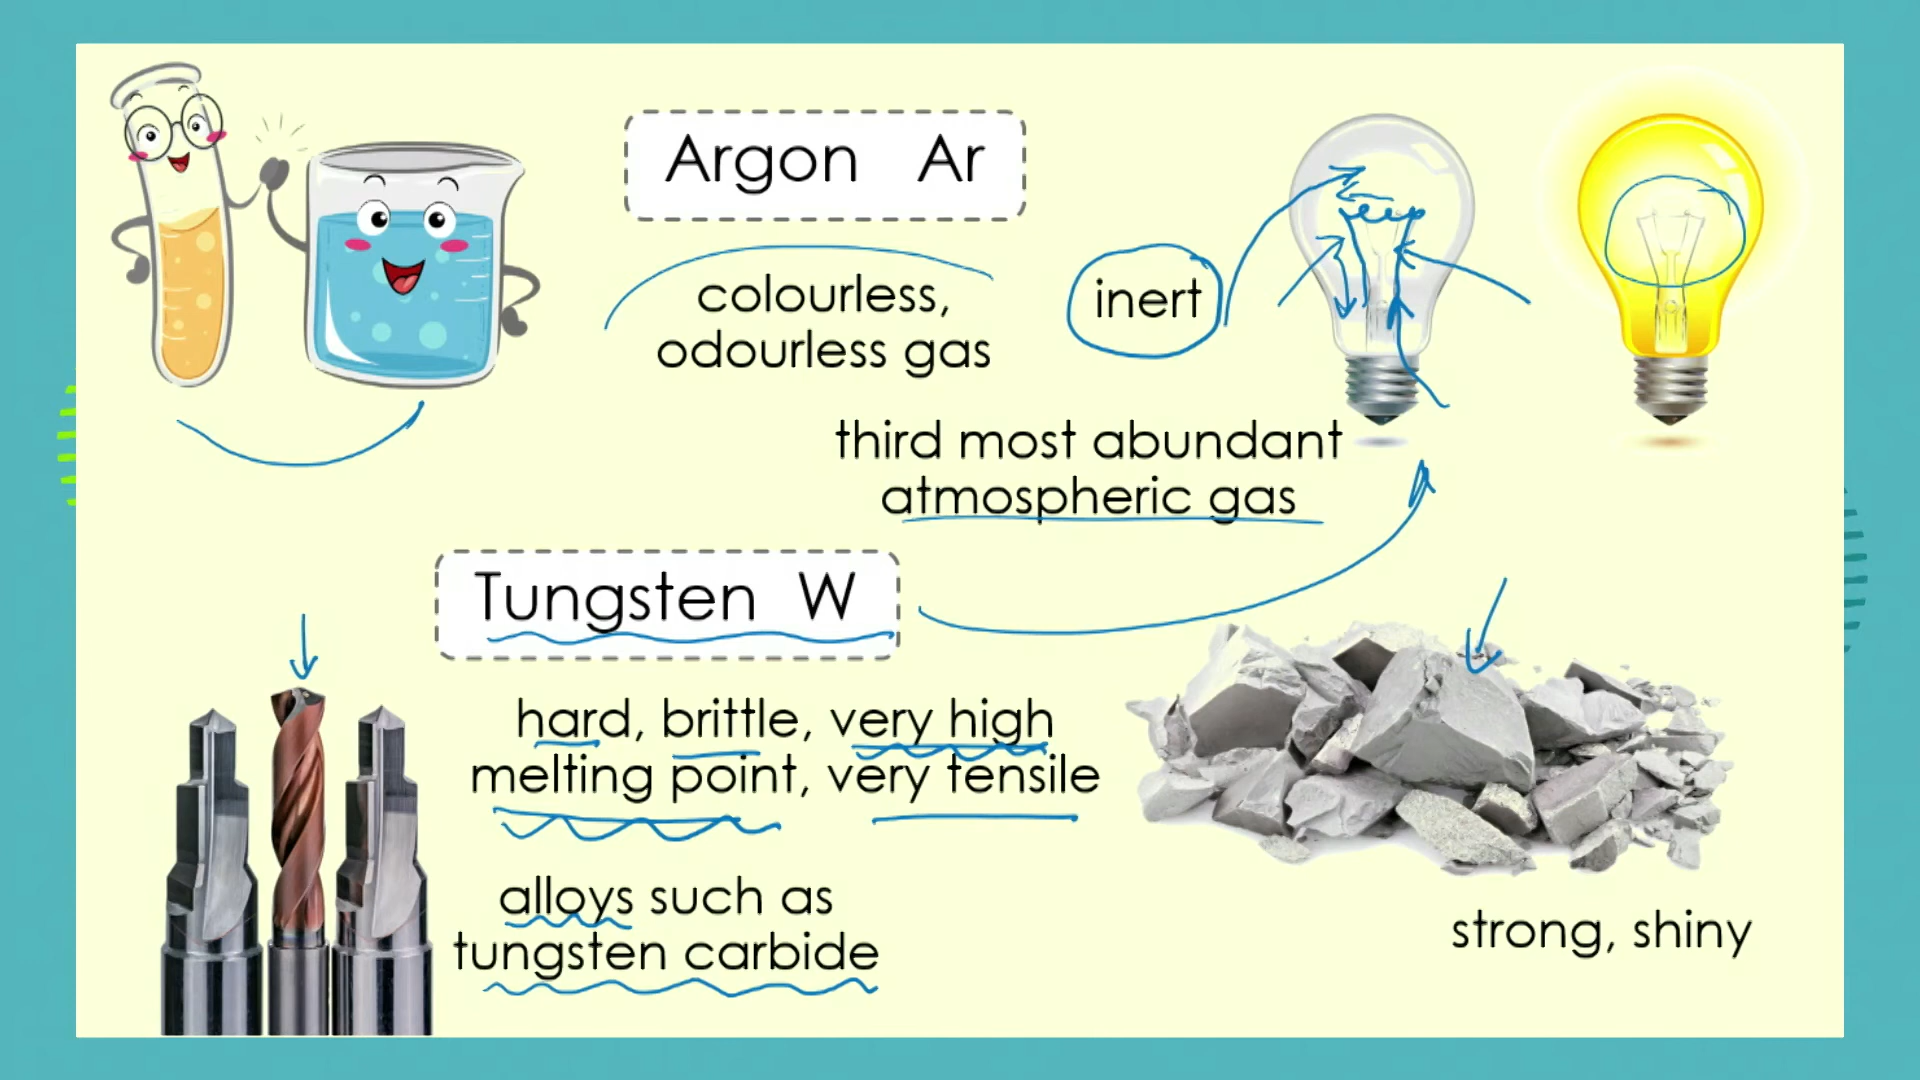 Argon Ar
colourless,
odourless gas
inert
third most abundant
atmospheric gas
Tungsten W
hard, brittle, very high
melting point, very tensile
alloys such as
tungsten carbide
strong, shiny